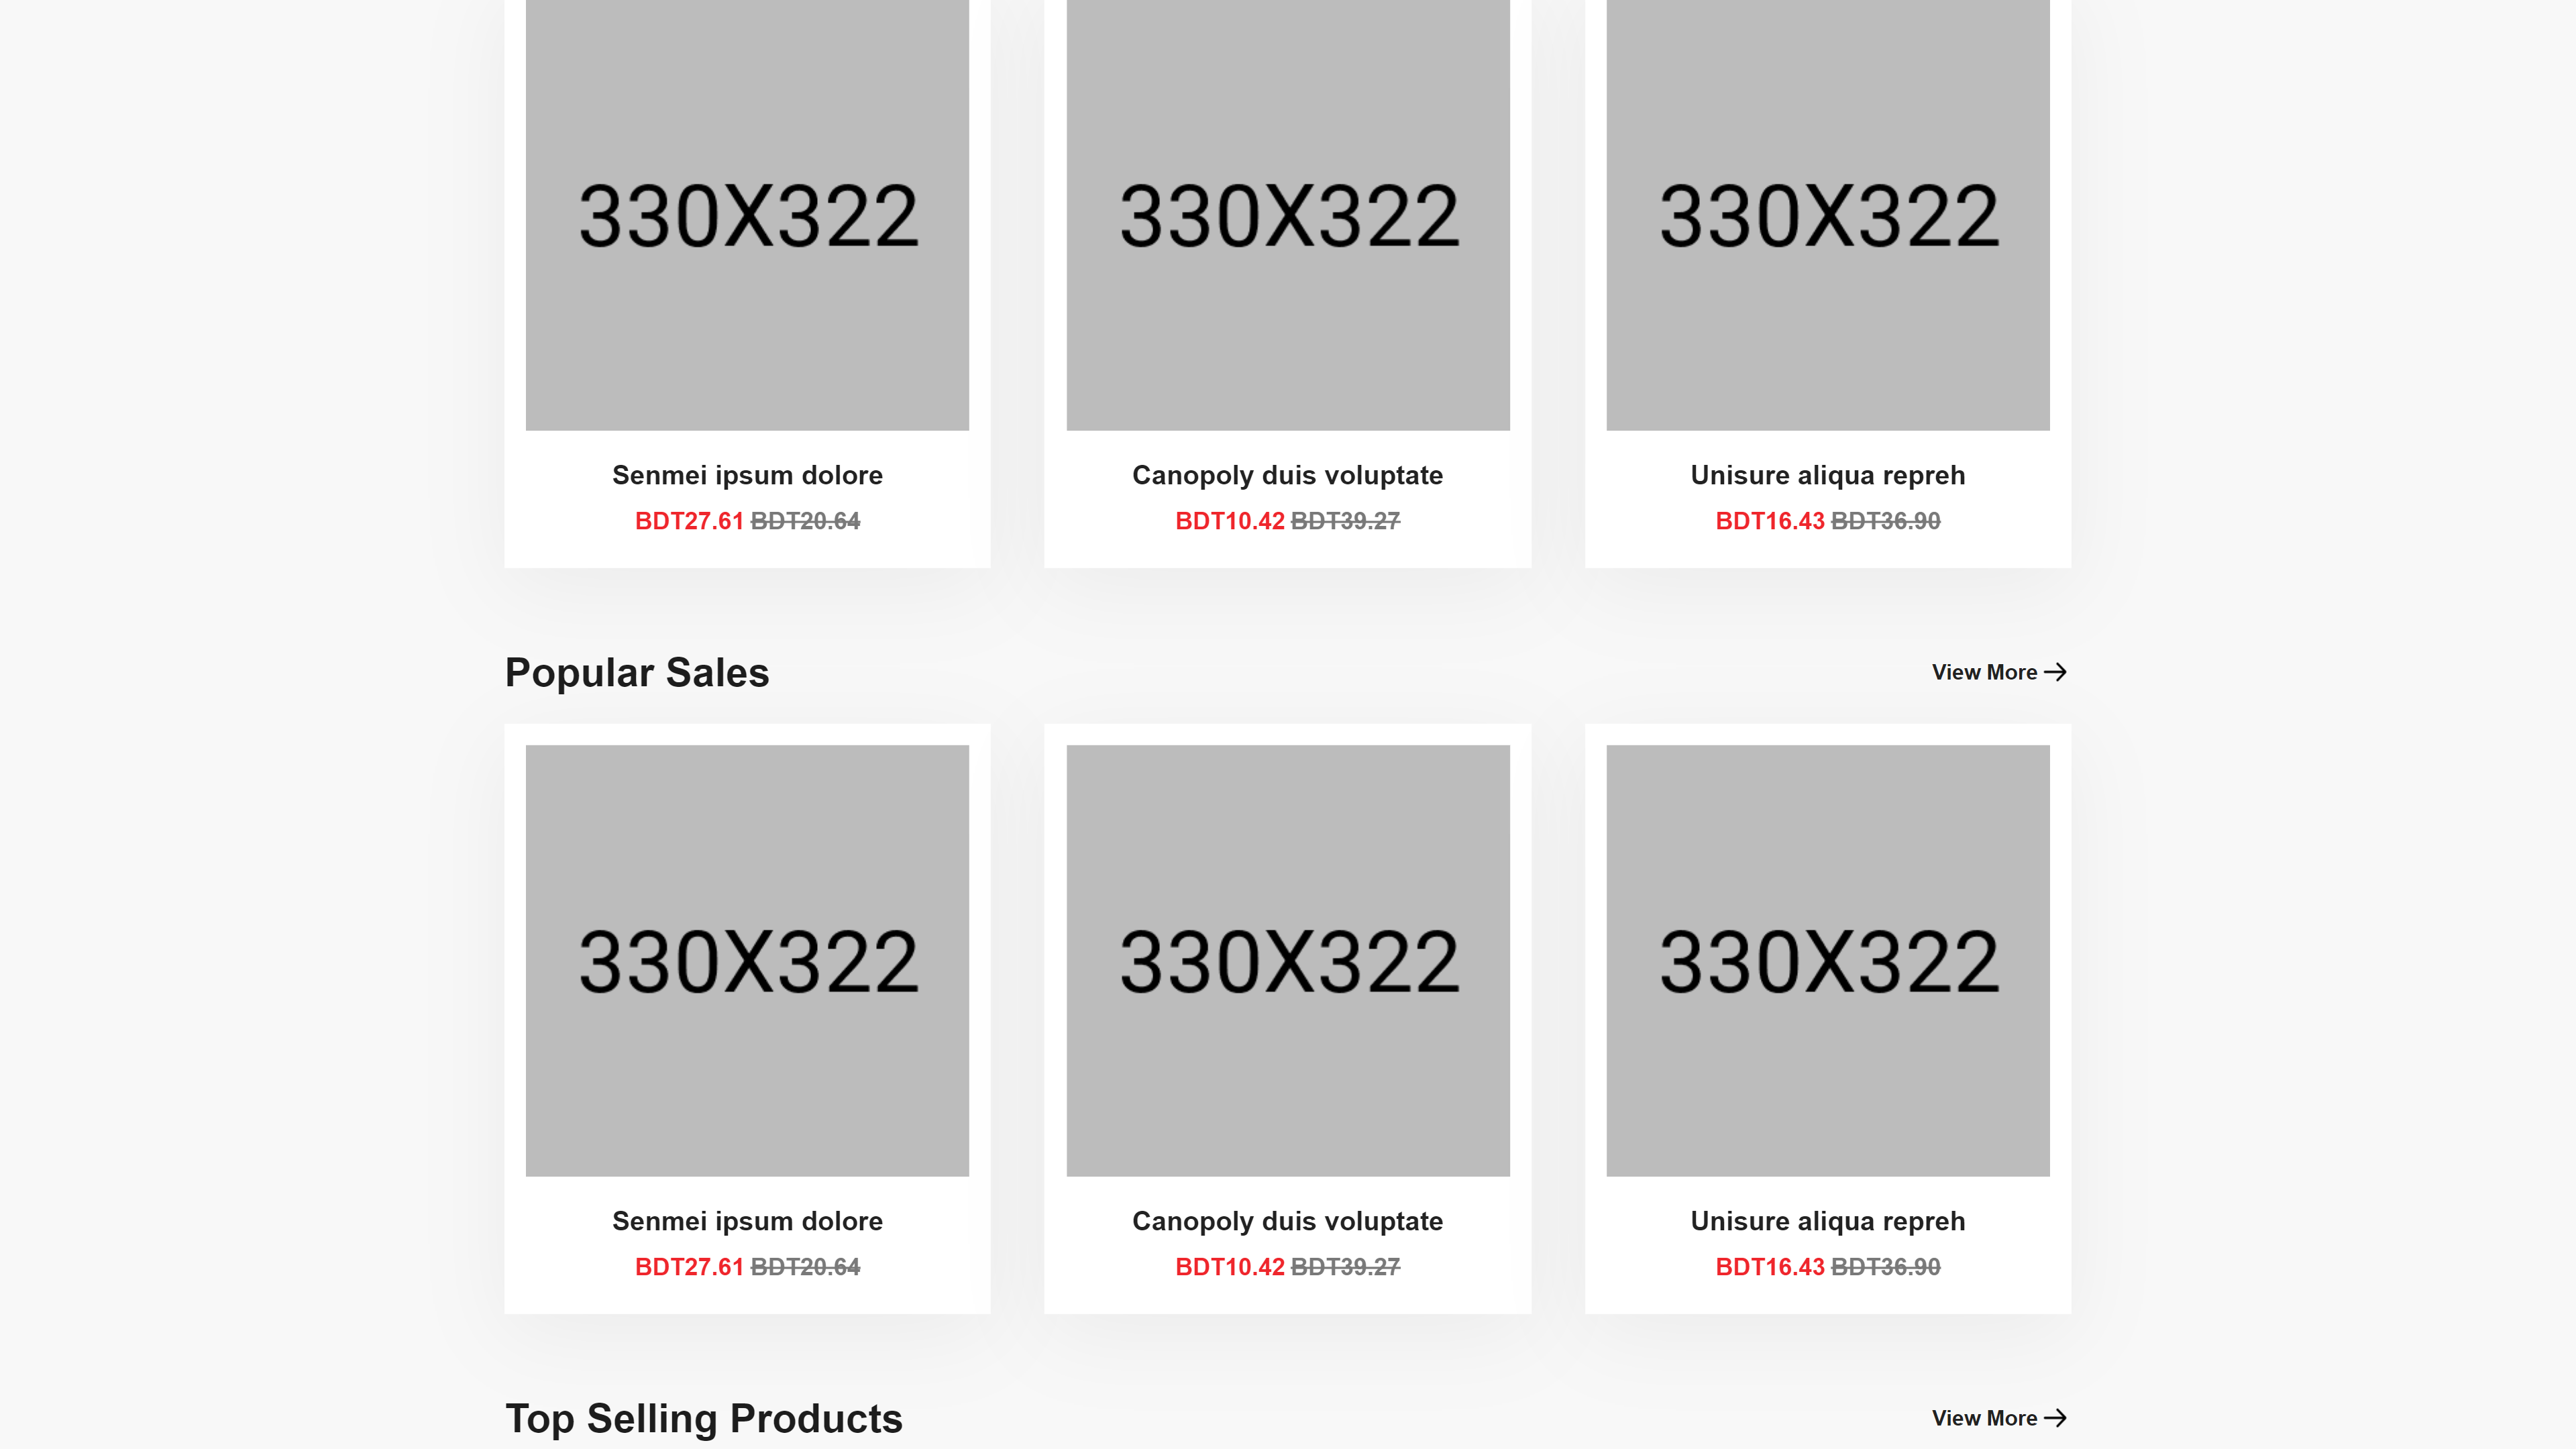 330X322 330X322 330X322
Senmei ipsum dolore Canopoly duis voluptate Unisure aliqua repreh
BDT27.61 BDT20.64 BDT10.42 BDT39.27 BDT16.43 BDT36.90
Popular Sales View More
330X322 330X322 330X322
Senmei ipsum dolore Canopoly duis voluptate Unisure aliqua repreh
BDT27.61 BDT20.64 BDT10.42 BDT39.27 BDT16.43 BDT36.90
Top Selling Products View More